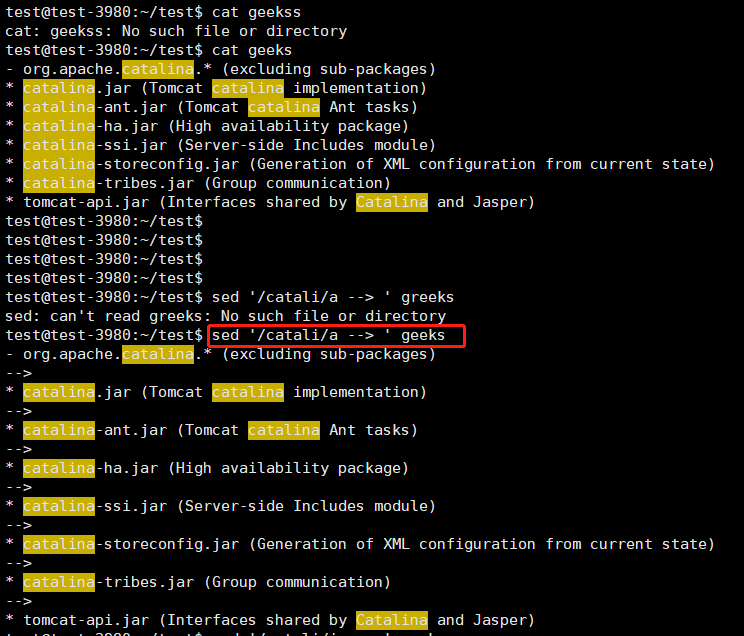 test@test-3980:~/test$ cat geekss
cat: geekss: No such file or directory
test@test-3980:~/test$ cat geeks
- org.apache.catalina.* (excluding sub-packages)
* catalina.jar (Tomcat catalina implementation)
* catalina-ant.jar (Tomcat catalina Ant tasks)
* catalina-ha.jar (High availability package)
* catalina-ssi.jar (Server-side Includes module)
* catalina-storeconfig.jar (Generation of XML configuration from current state)
* catalina-tribes.jar (Group communication)
* tomcat-api.jar (Interfaces shared by Catalina and Jasper)
test@test-3980:~/test$
test@test-3980:~/test$
test@test-3980:~/test$
test@test-3980:~/test$
test@test-3980:~/test$ sed '/catali/a --> ' greeks
sed: can't read greeks: No such file or directory
test@test-3980:~/test$ sed '/catali/a --> ' geeks
- org.apache.catalina.* (excluding sub-packages)
-->
* catalina.jar (Tomcat catalina implementation)
-->
* catalina-ant.jar (Tomcat catalina Ant tasks)
-->
* catalina-ha.jar (High availability package)
-->
* catalina-ssi.jar (Server-side Includes module)
-->
* catalina-storeconfig.jar (Generation of XML configuration from current state)
-->
* catalina-tribes.jar (Group communication)
-->
* tomcat-api.jar (Interfaces shared by Catalina and Jasper)